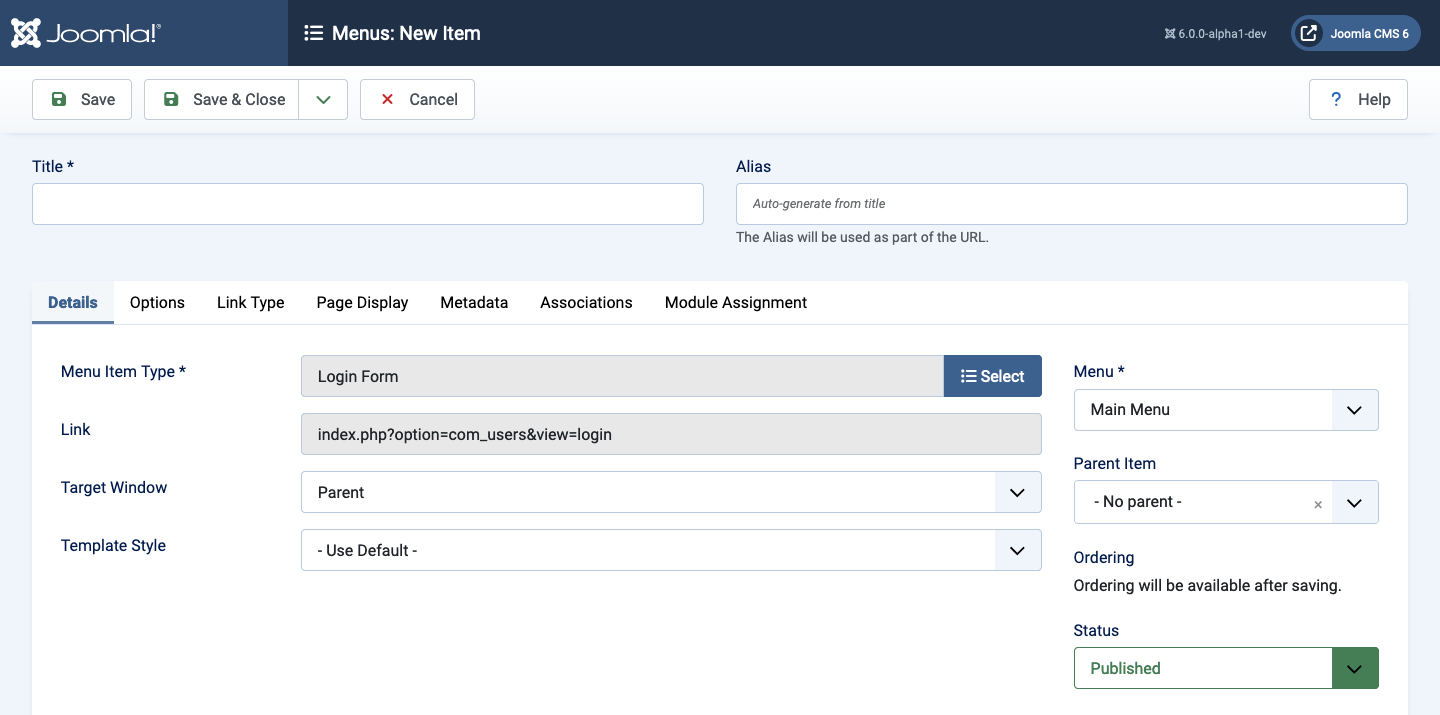 Joomla!® Menus: New Item 6.0.0-alpha1-dev Joomla CMS 6
Save Save & Close Cancel ? Help
Title * Alias
Auto-generate from title
The Alias will be used as part of the URL.
Details Options Link Type Page Display Metadata Associations Module Assignment
Menu Item Type * Login Form Select
Link index.php?option=com_users&view=login
Target Window Parent
Template Style - Use Default -
Menu *
Main Menu
Parent Item
- No parent - ×
Ordering
Ordering will be available after saving.
Status
Published